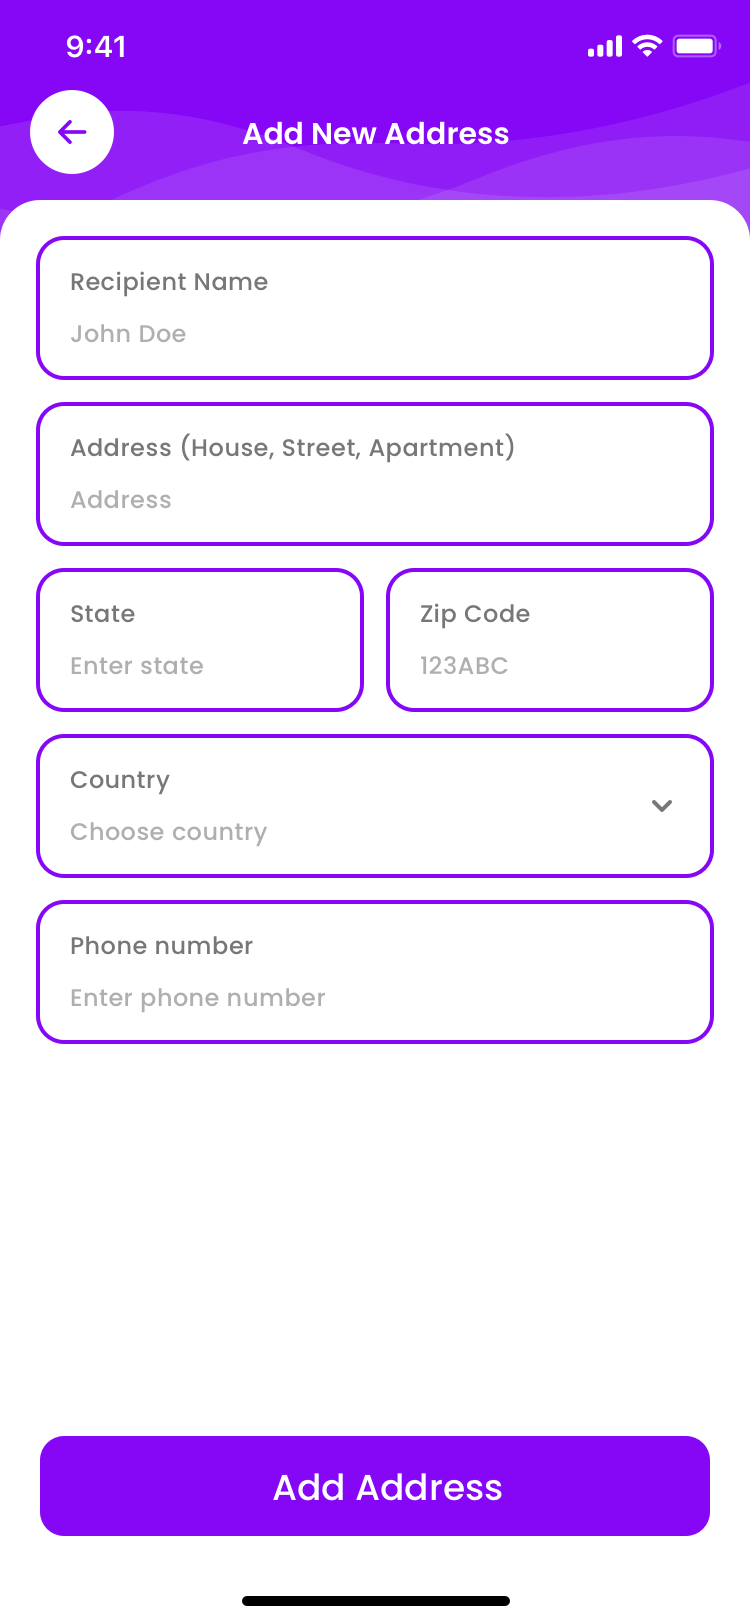 9:41
Add New Address
Recipient Name
John Doe
Address (House, Street, Apartment)
Address
State
Enter state
Zip Code
123ABC
Country
Choose country
Phone number
Enter phone number
Add Address